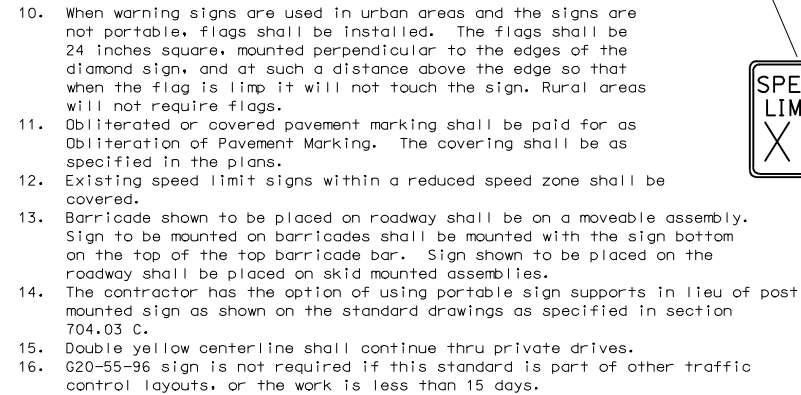 10. When warning signs are used in urban areas and the signs are
not portable, flags shall be installed. The flags shall be
24 inches square, mounted perpendicular to the edges of the
diamond sign, and at such a distance above the edge so that
when the flag is limp it will not touch the sign. Rural areas
will not require flags.
11. Obliterated or covered pavement marking shall be paid for as
Obliteration of Pavement Marking. The covering shall be as
specified in the plans.
12. Existing speed limit signs within a reduced speed zone shall be
covered.
13. Barricade shown to be placed on roadway shall be on a moveable assembly.
Sign to be mounted on barricades shall be mounted with the sign bottom
on the top of the top barricade bar. Sign shown to be placed on the
roadway shall be placed on skid mounted assemblies.
14. The contractor has the option of using portable sign supports in lieu of post
mounted sign as shown on the standard drawings as specified in section
704.03 C.
15. Double yellow centerline shall continue thru private drives.
16. G20-55-96 sign is not required if this standard is part of other traffic
control layouts, or the work is less than 15 days.
SPE
LIM
X